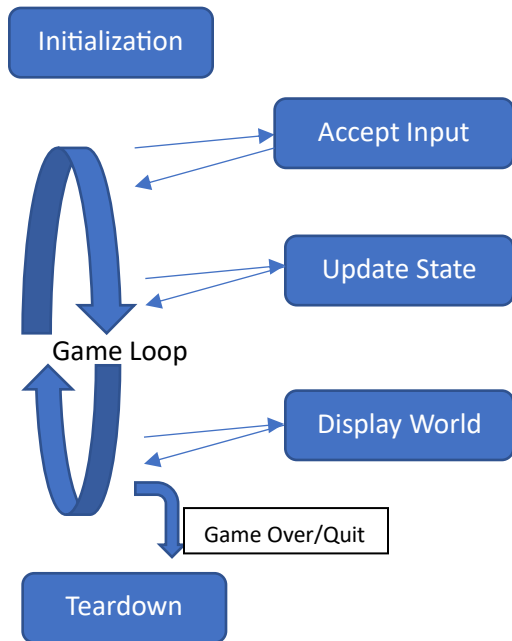 Initialization
Accept Input
Update State
Game Loop
Display World
Game Over/Quit
Teardown